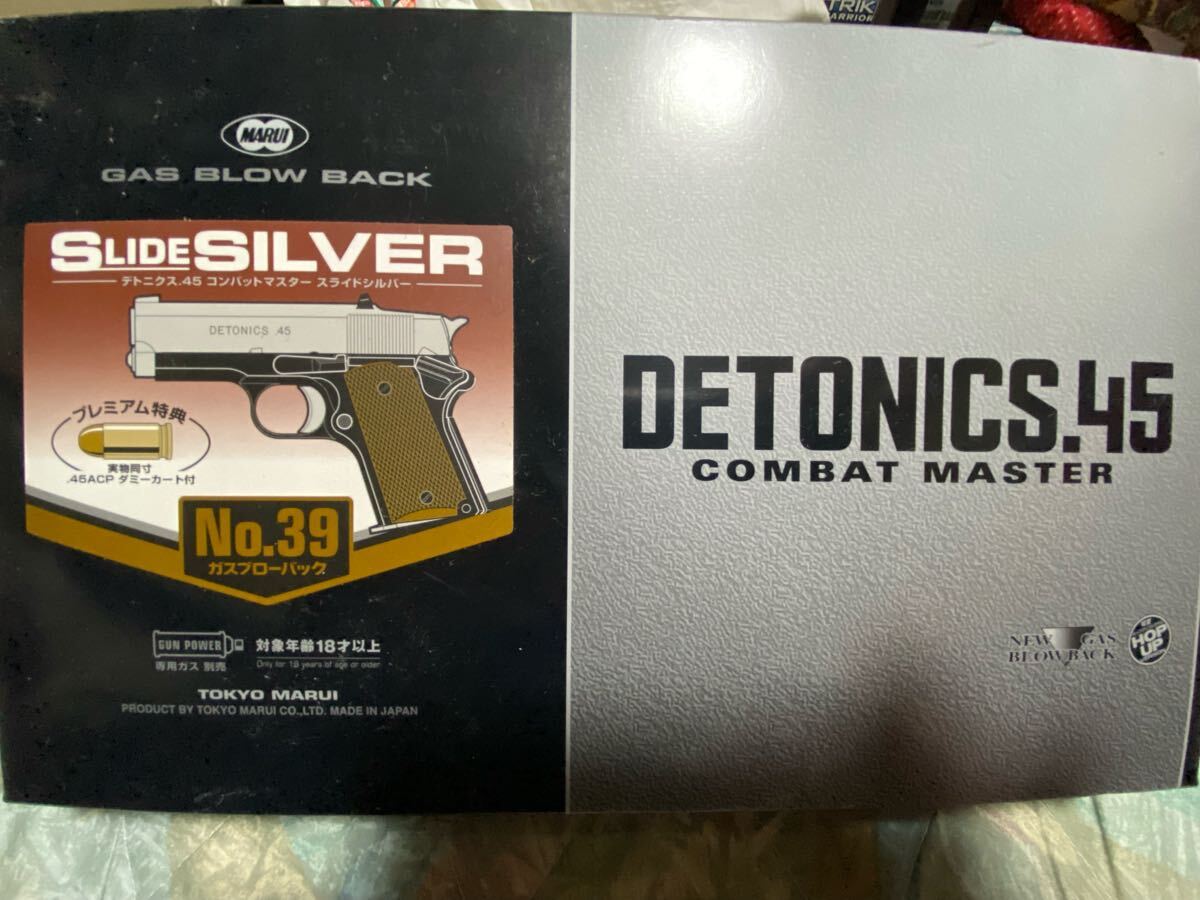 TRIK
ARRIOR
MARUI
GAS BLOW BACK
SLIDE SILVER
デトニクス.45 コンバットマスター スライドシルバー
DETONICS .45
プレミアム特典
実物同寸
.45ACP ダミーカート付
No.39
ガスブローバック
GUN POWER
専用ガス 別売
対象年齢18才以上
Only for 18 years of age or older
TOKYO MARUI
PRODUCT BY TOKYO MARUI CO.,LTD. MADE IN JAPAN
DETONICS.45
COMBAT MASTER
NEW GAS
BLOW BACK
HOP
UP